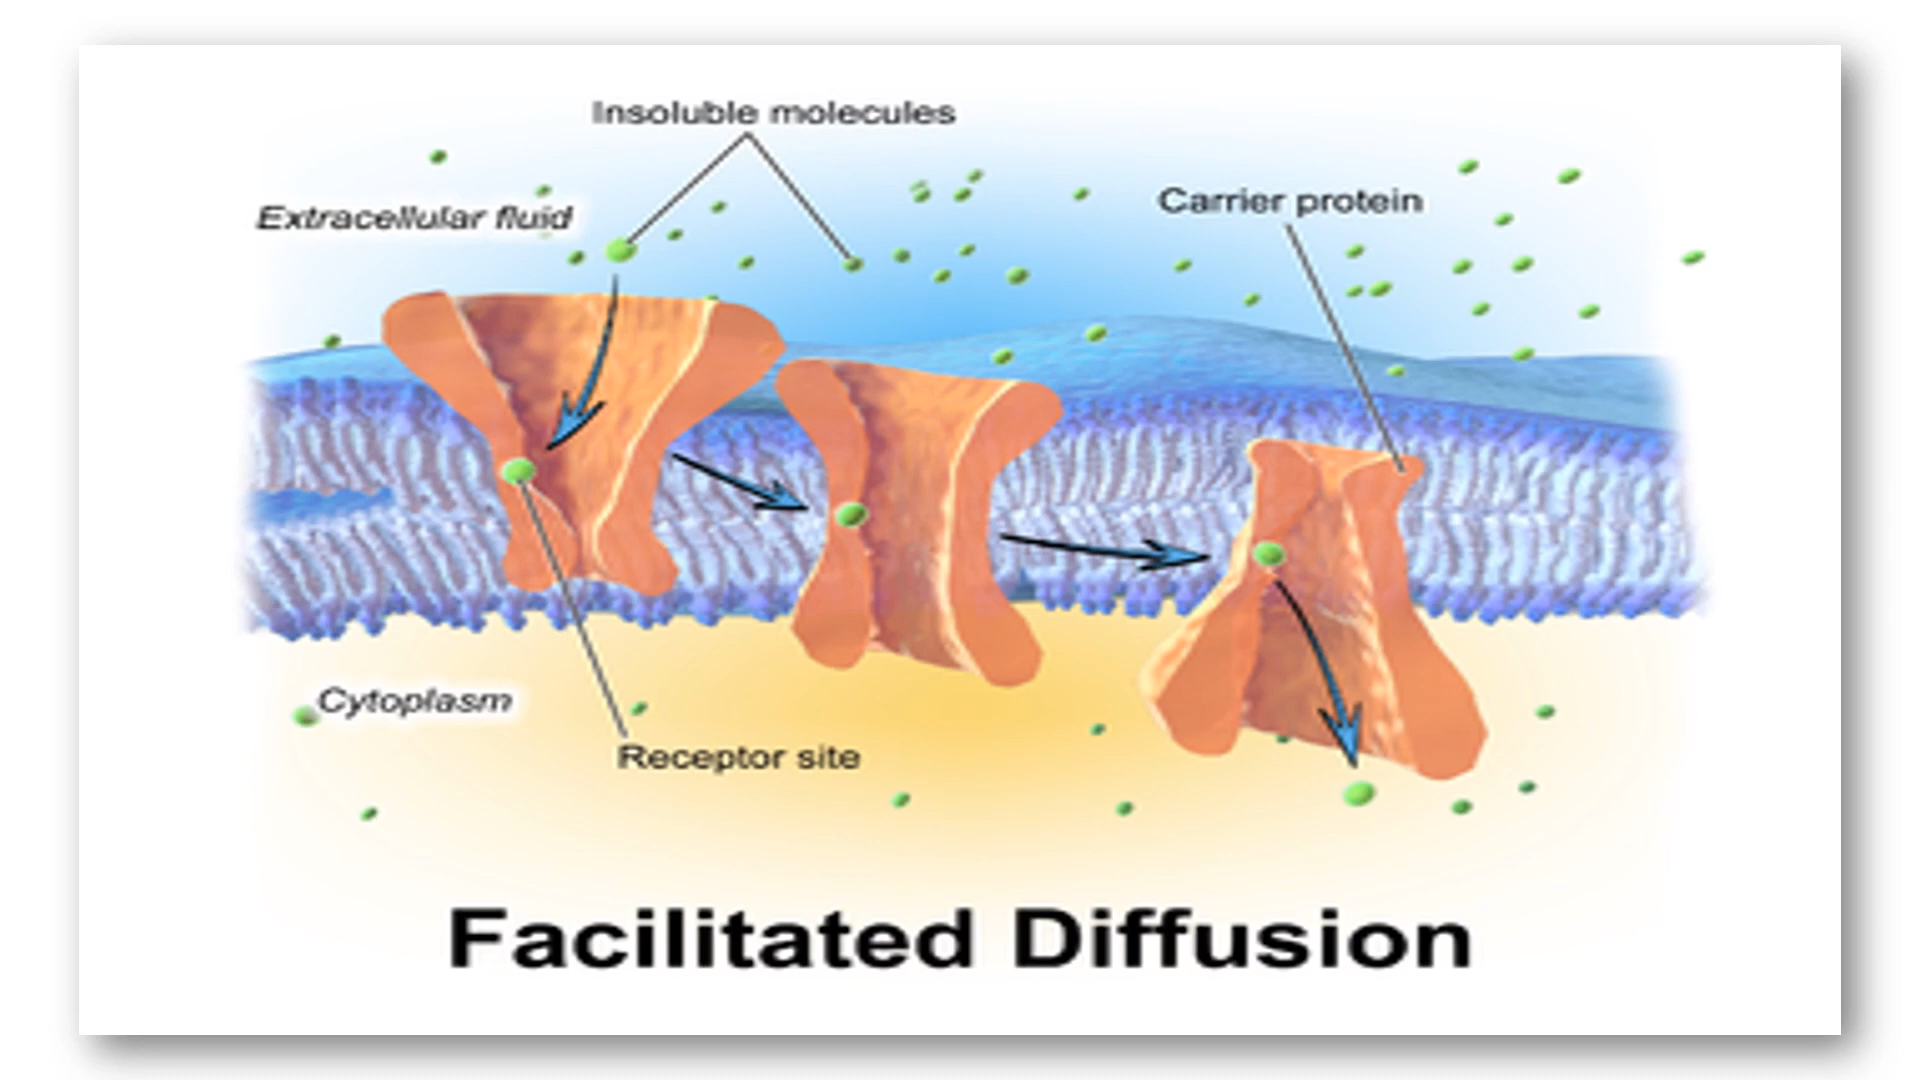 Insoluble molecules
Carrier protein
Extracellular fluid
Cytoplasm
Receptor site
Facilitated Diffusion